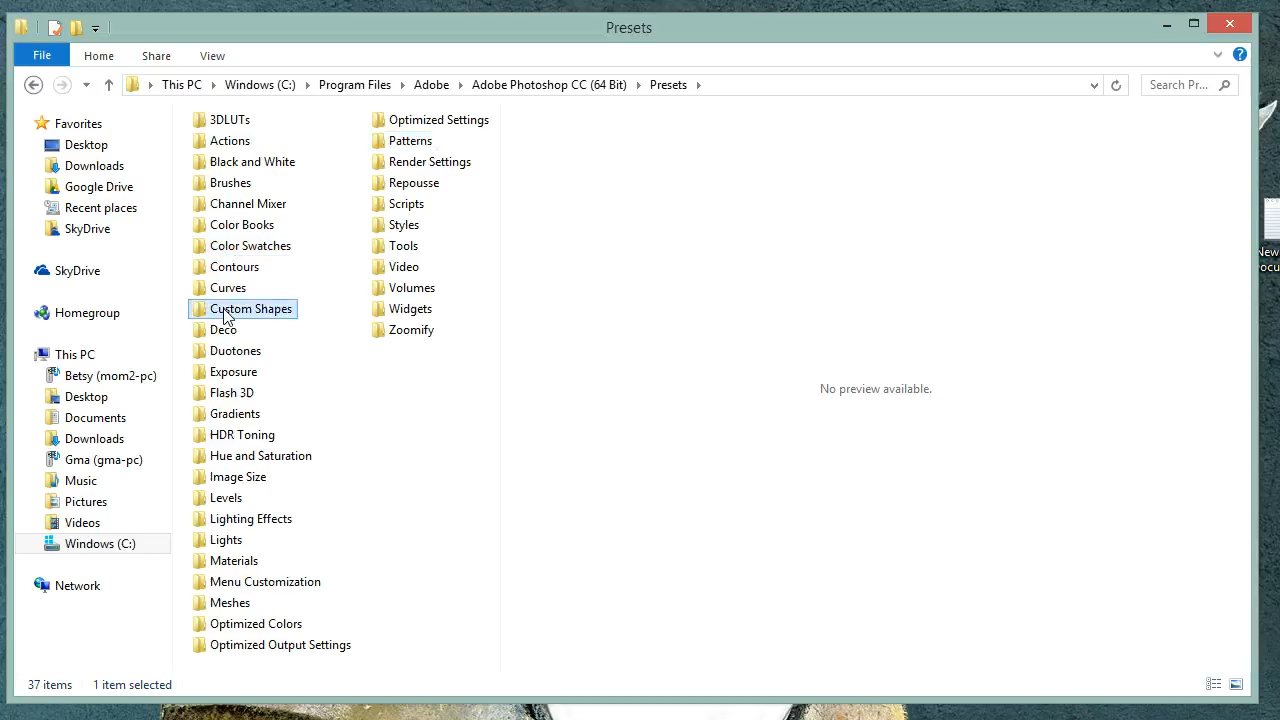 Presets
File
Home
Share
View
This PC
Windows (C:)
Program Files
Adobe
Adobe Photoshop CC (64 Bit)
Presets
Search Pr...
Favorites
Desktop
Downloads
Google Drive
Recent places
SkyDrive
SkyDrive
Homegroup
This PC
Betsy (mom2-pc)
Desktop
Documents
Downloads
Gma (gma-pc)
Music
Pictures
Videos
Windows (C:)
Network
3DLUTs
Actions
Black and White
Brushes
Channel Mixer
Color Books
Color Swatches
Contours
Curves
Custom Shapes
Deco
Duotones
Exposure
Flash 3D
Gradients
HDR Toning
Hue and Saturation
Image Size
Levels
Lighting Effects
Lights
Materials
Menu Customization
Meshes
Optimized Colors
Optimized Output Settings
Optimized Settings
Patterns
Render Settings
Repousse
Scripts
Styles
Tools
Video
Volumes
Widgets
Zoomify
No preview available.
New
ocu
37 items
1 item selected